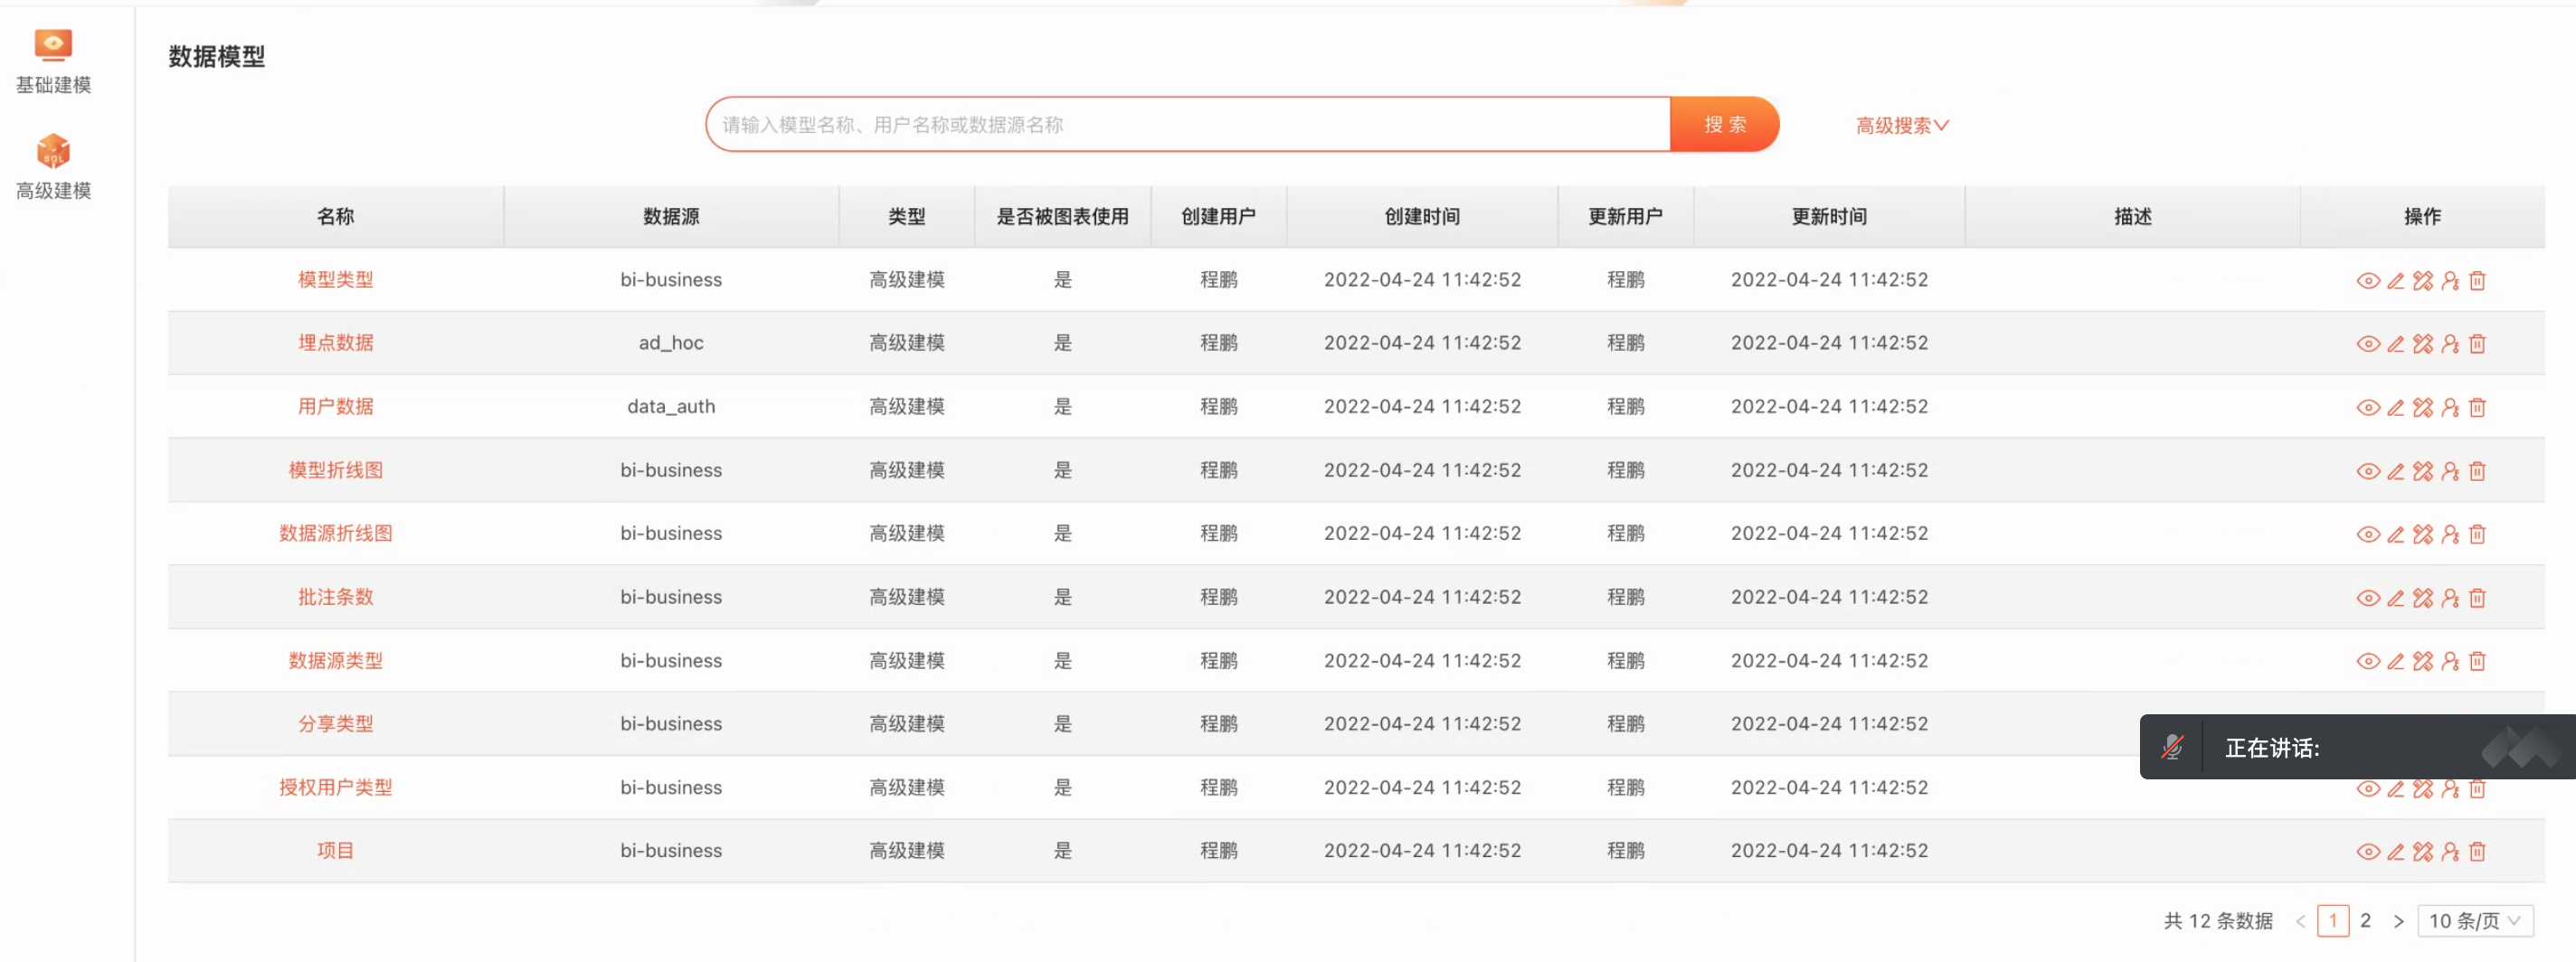 数据模型
基础建模
请输入模型名称、用户名称或数据源名称 搜 索 高级搜索
SQL
高级建模
名称 数据源 类型 是否被图表使用 创建用户 创建时间 更新用户 更新时间 描述 操作
模型类型 bi-business 高级建模 是 程鹏 2022-04-24 11:42:52 程鹏 2022-04-24 11:42:52
埋点数据 ad_hoc 高级建模 是 程鹏 2022-04-24 11:42:52 程鹏 2022-04-24 11:42:52
用户数据 data_auth 高级建模 是 程鹏 2022-04-24 11:42:52 程鹏 2022-04-24 11:42:52
模型折线图 bi-business 高级建模 是 程鹏 2022-04-24 11:42:52 程鹏 2022-04-24 11:42:52
数据源折线图 bi-business 高级建模 是 程鹏 2022-04-24 11:42:52 程鹏 2022-04-24 11:42:52
批注条数 bi-business 高级建模 是 程鹏 2022-04-24 11:42:52 程鹏 2022-04-24 11:42:52
数据源类型 bi-business 高级建模 是 程鹏 2022-04-24 11:42:52 程鹏 2022-04-24 11:42:52
分享类型 bi-business 高级建模 是 程鹏 2022-04-24 11:42:52 程鹏 2022-04-24 11:42:52
正在讲话:
授权用户类型 bi-business 高级建模 是 程鹏 2022-04-24 11:42:52 程鹏 2022-04-24 11:42:52
项目 bi-business 高级建模 是 程鹏 2022-04-24 11:42:52 程鹏 2022-04-24 11:42:52
共 12 条数据 < 1 2 > 10 条/页